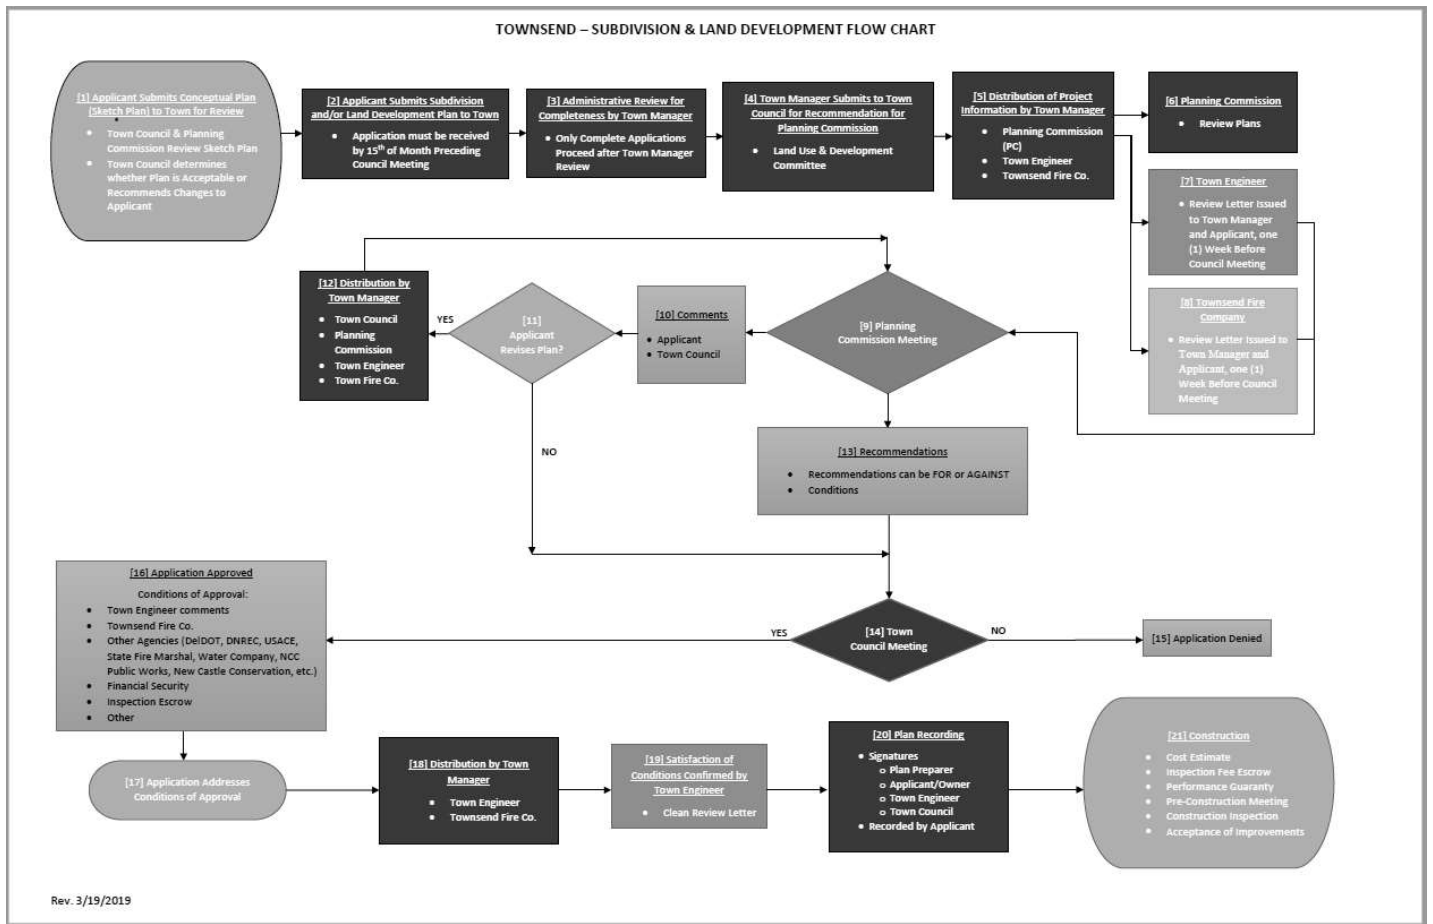 TOWNSEND – SUBDIVISION & LAND DEVELOPMENT FLOW CHART
[1] Applicant Submits Conceptual Plan
(Sketch Plan) to Town for Review
•
• Town Council & Planning
Commission Review Sketch Plan
• Town Council determines
whether Plan is Acceptable or
Recommends Changes to
Applicant
[2] Applicant Submits Subdivision
and/or Land Development Plan to Town
• Application must be received
by 15th of Month Preceding
Council Meeting
[3] Administrative Review for
Completeness by Town Manager
• Only Complete Applications
Proceed after Town Manager
Review
[4] Town Manager Submits to Town
Council for Recommendation for
Planning Commission
• Land Use & Development
Committee
[5] Distribution of Project
Information by Town Manager
• Planning Commission
(PC)
• Town Engineer
• Townsend Fire Co.
[6] Planning Commission
• Review Plans
[7] Town Engineer
• Review Letter Issued
to Town Manager
and Applicant, one
(1) Week Before
Council Meeting
[8] Townsend Fire
Company
• Review Letter Issued to
Town Manager and
Applicant, one (1)
Week Before Council
Meeting
[9] Planning
Commission Meeting
[10] Comments
• Applicant
• Town Council
[11]
Applicant
Revises Plan?
YES
NO
[12] Distribution by
Town Manager
• Town Council
• Planning
Commission
• Town Engineer
• Town Fire Co.
[13] Recommendations
• Recommendations can be FOR or AGAINST
• Conditions
[14] Town
Council Meeting
YES
NO
[15] Application Denied
[16] Application Approved
Conditions of Approval:
• Town Engineer comments
• Townsend Fire Co.
• Other Agencies (DelDOT, DNREC, USACE,
State Fire Marshal, Water Company, NCC
Public Works, New Castle Conservation, etc.)
• Financial Security
• Inspection Escrow
• Other
[17] Application Addresses
Conditions of Approval
[18] Distribution by Town
Manager
• Town Engineer
• Townsend Fire Co.
[19] Satisfaction of
Conditions Confirmed by
Town Engineer
• Clean Review Letter
[20] Plan Recording
• Signatures
o Plan Preparer
o Applicant/Owner
o Town Engineer
o Town Council
• Recorded by Applicant
[21] Construction
• Cost Estimate
• Inspection Fee Escrow
• Performance Guaranty
• Pre-Construction Meeting
• Construction Inspection
• Acceptance of Improvements
Rev. 3/19/2019